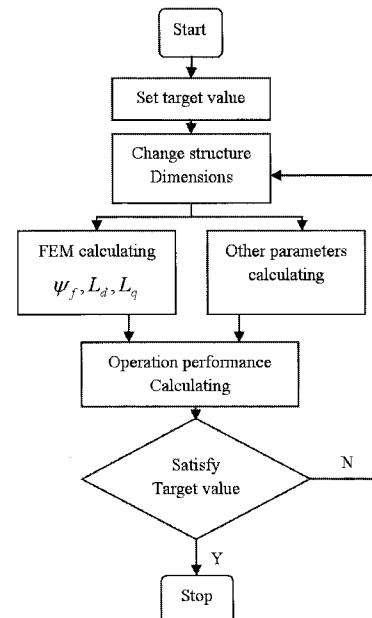 Start
Set target value
Change structure
Dimensions
FEM calculating
ψ_f, L_d, L_q
Other parameters
calculating
Operation performance
Calculating
Satisfy
Target value
N
Y
Stop